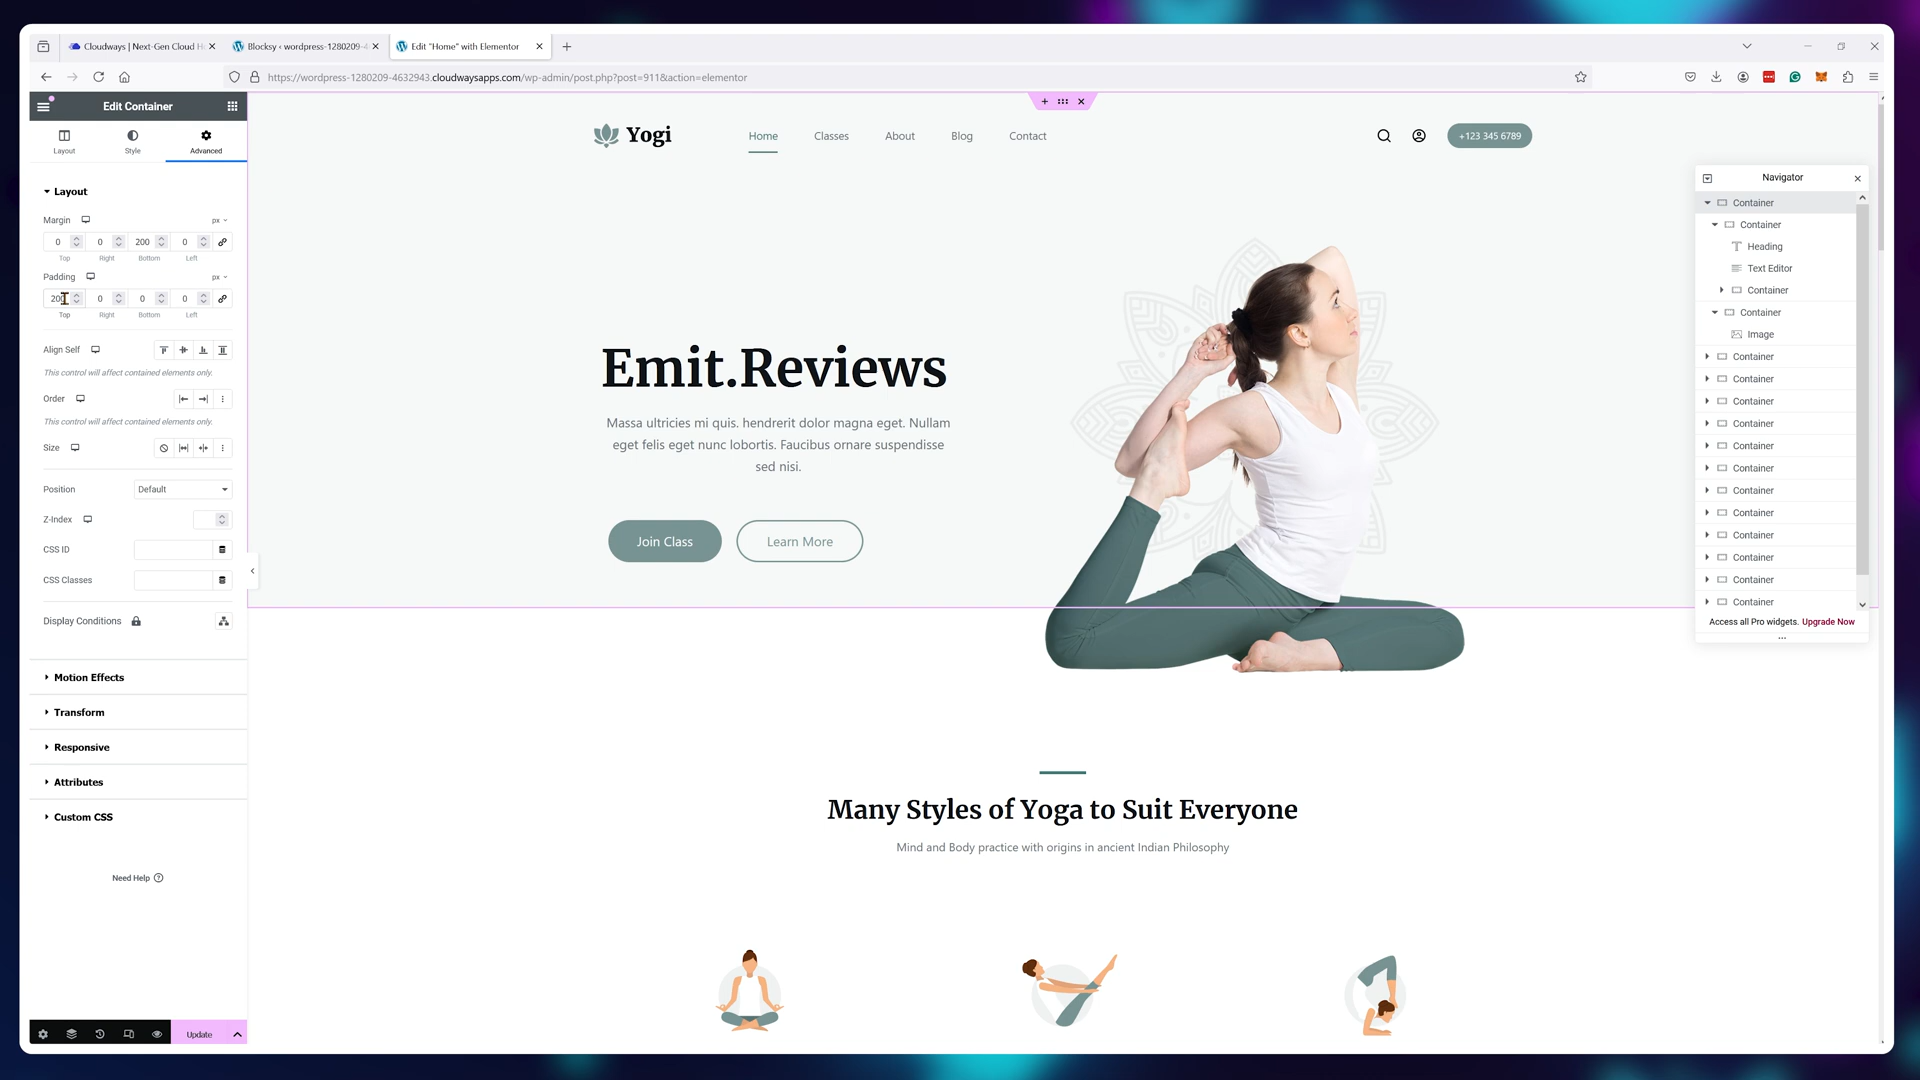 Cloudways | Next-Gen Cloud H
Blocksy ‹ wordpress-1280209-4
Edit "Home" with Elementor
https://wordpress-1280209-4632943.cloudwaysapps.com/wp-admin/post.php?post=911&action=elementor
Edit Container
Layout
Style
Advanced
Layout
Margin
px
0
0
200
0
Top
Right
Bottom
Left
Padding
px
200
0
0
0
Top
Right
Bottom
Left
Align Self
This control will affect contained elements only.
Order
This control will affect contained elements only.
Size
Position
Default
Z-Index
CSS ID
CSS Classes
Display Conditions
Motion Effects
Transform
Responsive
Attributes
Custom CSS
Need Help
Update
Yogi
Home
Classes
About
Blog
Contact
+123 345 6789
Emit.Reviews
Massa ultricies mi quis. hendrerit dolor magna eget. Nullam
eget felis eget nunc lobortis. Faucibus ornare suspendisse
sed nisi.
Join Class
Learn More
Many Styles of Yoga to Suit Everyone
Mind and Body practice with origins in ancient Indian Philosophy
Navigator
Container
Container
Heading
Text Editor
Container
Container
Image
Container
Container
Container
Container
Container
Container
Container
Container
Container
Container
Container
Container
Access all Pro widgets. Upgrade Now